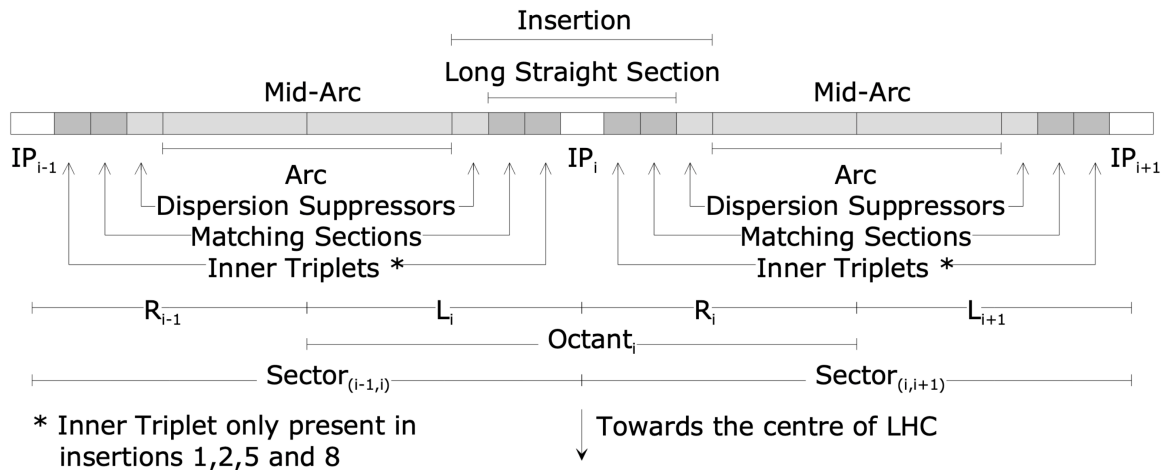 Insertion
Long Straight Section
Mid-Arc Mid-Arc
IPi-1 IPi IPi+1
Arc Arc
Dispersion Suppressors Dispersion Suppressors
Matching Sections Matching Sections
Inner Triplets * Inner Triplets *
Ri-1 Li Ri Li+1
Octanti
Sector(i-1,i) Sector(i,i+1)
* Inner Triplet only present in
insertions 1,2,5 and 8
Towards the centre of LHC